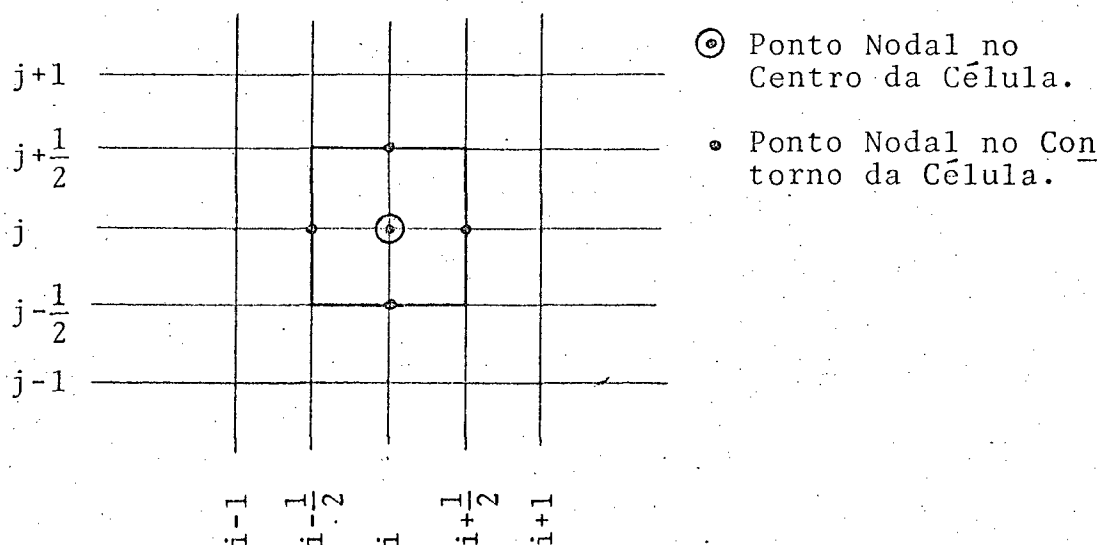 j+1
j+1/2
j
j-1/2
j-1
i-1
i-1/2
i
i+1/2
i+1
Ponto Nodal no
Centro da Célula.
Ponto Nodal no Con
torno da Célula.